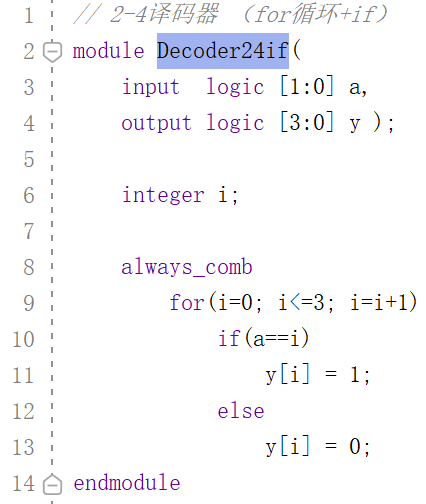 1 // 2-4译码器 （for循环+if）
2 module Decoder24if(
3 input  logic [1:0] a,
4 output logic [3:0] y );
5
6 integer i;
7
8 always_comb
9 for(i=0; i<=3; i=i+1)
10 if(a==i)
11 y[i] = 1;
12 else
13 y[i] = 0;
14 endmodule